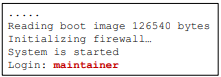 .....
Reading boot image 126540 bytes
Initializing firewall…
System is started
Login: maintainer